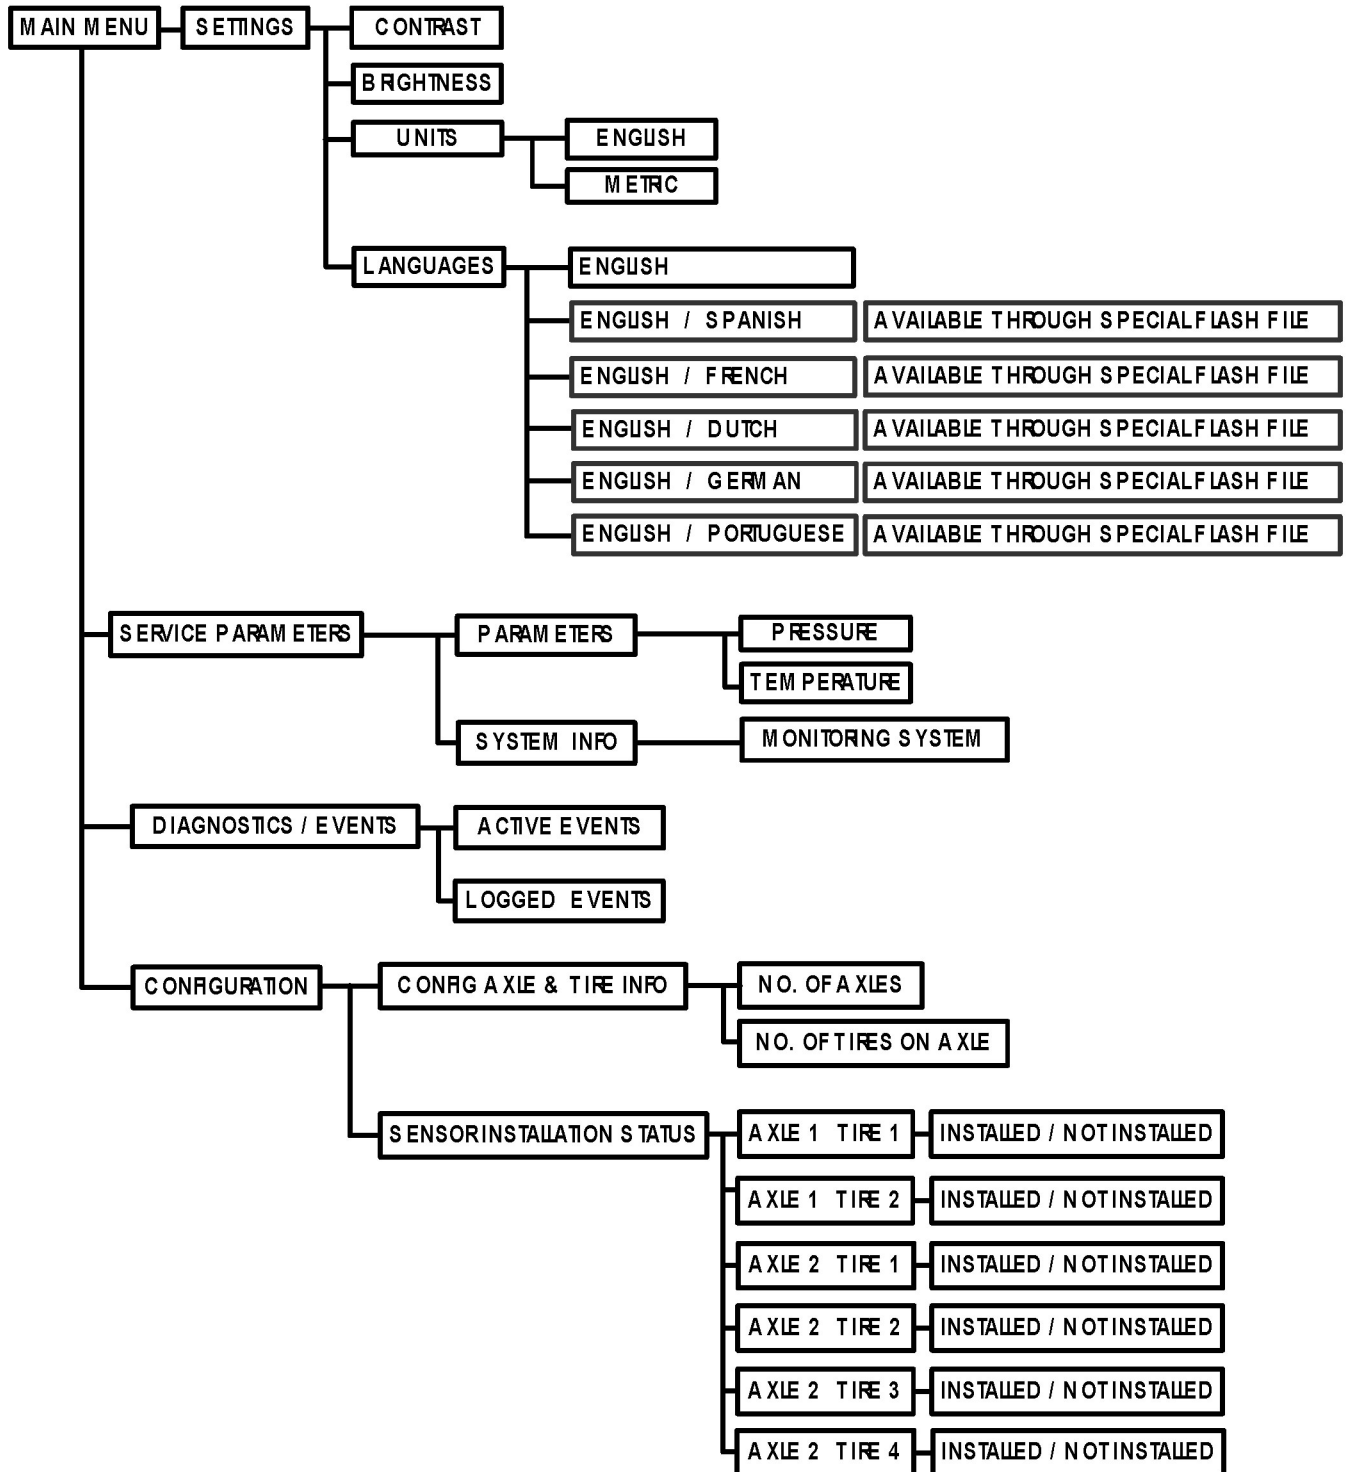 MAIN MENU SETTINGS CONTRAST
BRIGHTNESS
UNITS ENGLISH
METRIC
LANGUAGES ENGLISH
ENGLISH / SPANISH AVAILABLE THROUGH SPECIAL FLASH FILE
ENGLISH / FRENCH AVAILABLE THROUGH SPECIAL FLASH FILE
ENGLISH / DUTCH AVAILABLE THROUGH SPECIAL FLASH FILE
ENGLISH / GERMAN AVAILABLE THROUGH SPECIAL FLASH FILE
ENGLISH / PORTUGUESE AVAILABLE THROUGH SPECIAL FLASH FILE
SERVICE PARAMETERS PARAMETERS PRESSURE
TEMPERATURE
SYSTEM INFO MONITORING SYSTEM
DIAGNOSTICS / EVENTS ACTIVE EVENTS
LOGGED EVENTS
CONFIGURATION CONFIG AXLE & TIRE INFO NO. OF AXLES
NO. OF TIRES ON AXLE
SENSOR INSTALLATION STATUS AXLE 1 TIRE 1 INSTALLED / NOT INSTALLED
AXLE 1 TIRE 2 INSTALLED / NOT INSTALLED
AXLE 2 TIRE 1 INSTALLED / NOT INSTALLED
AXLE 2 TIRE 2 INSTALLED / NOT INSTALLED
AXLE 2 TIRE 3 INSTALLED / NOT INSTALLED
AXLE 2 TIRE 4 INSTALLED / NOT INSTALLED